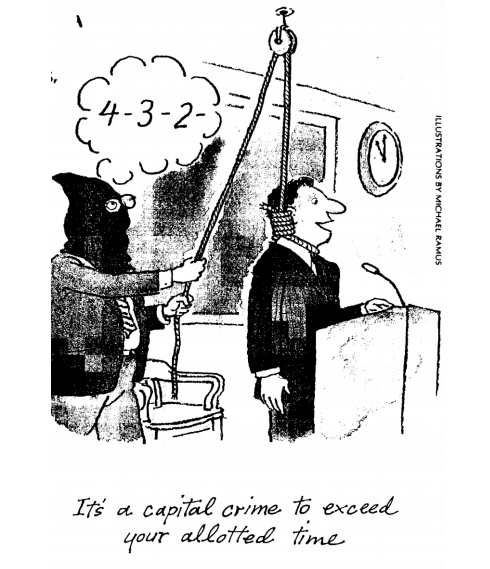 4-3-2-
ILLUSTRATIONS BY MICHAEL RAMUS
It's a capital crime to exceed
your allotted time